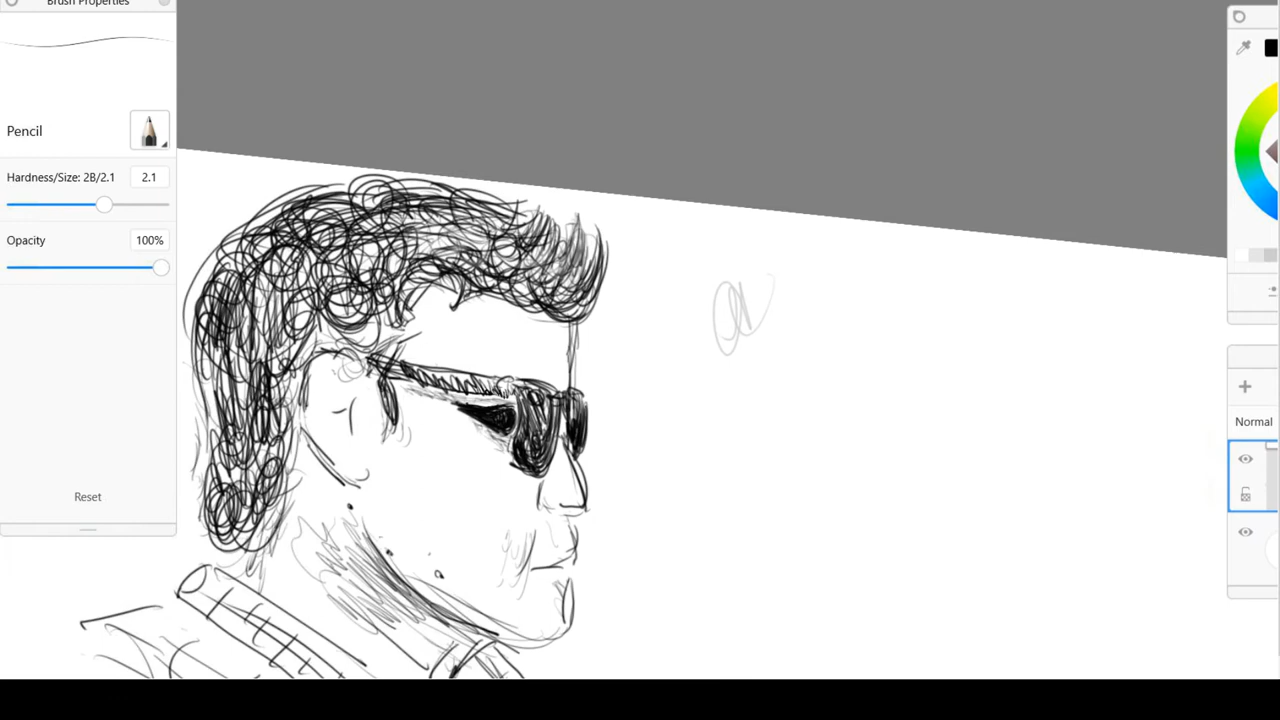 Brush Properties
Pencil
Hardness/Size: 2B/2.1 2.1
Opacity 100%
Reset
Normal